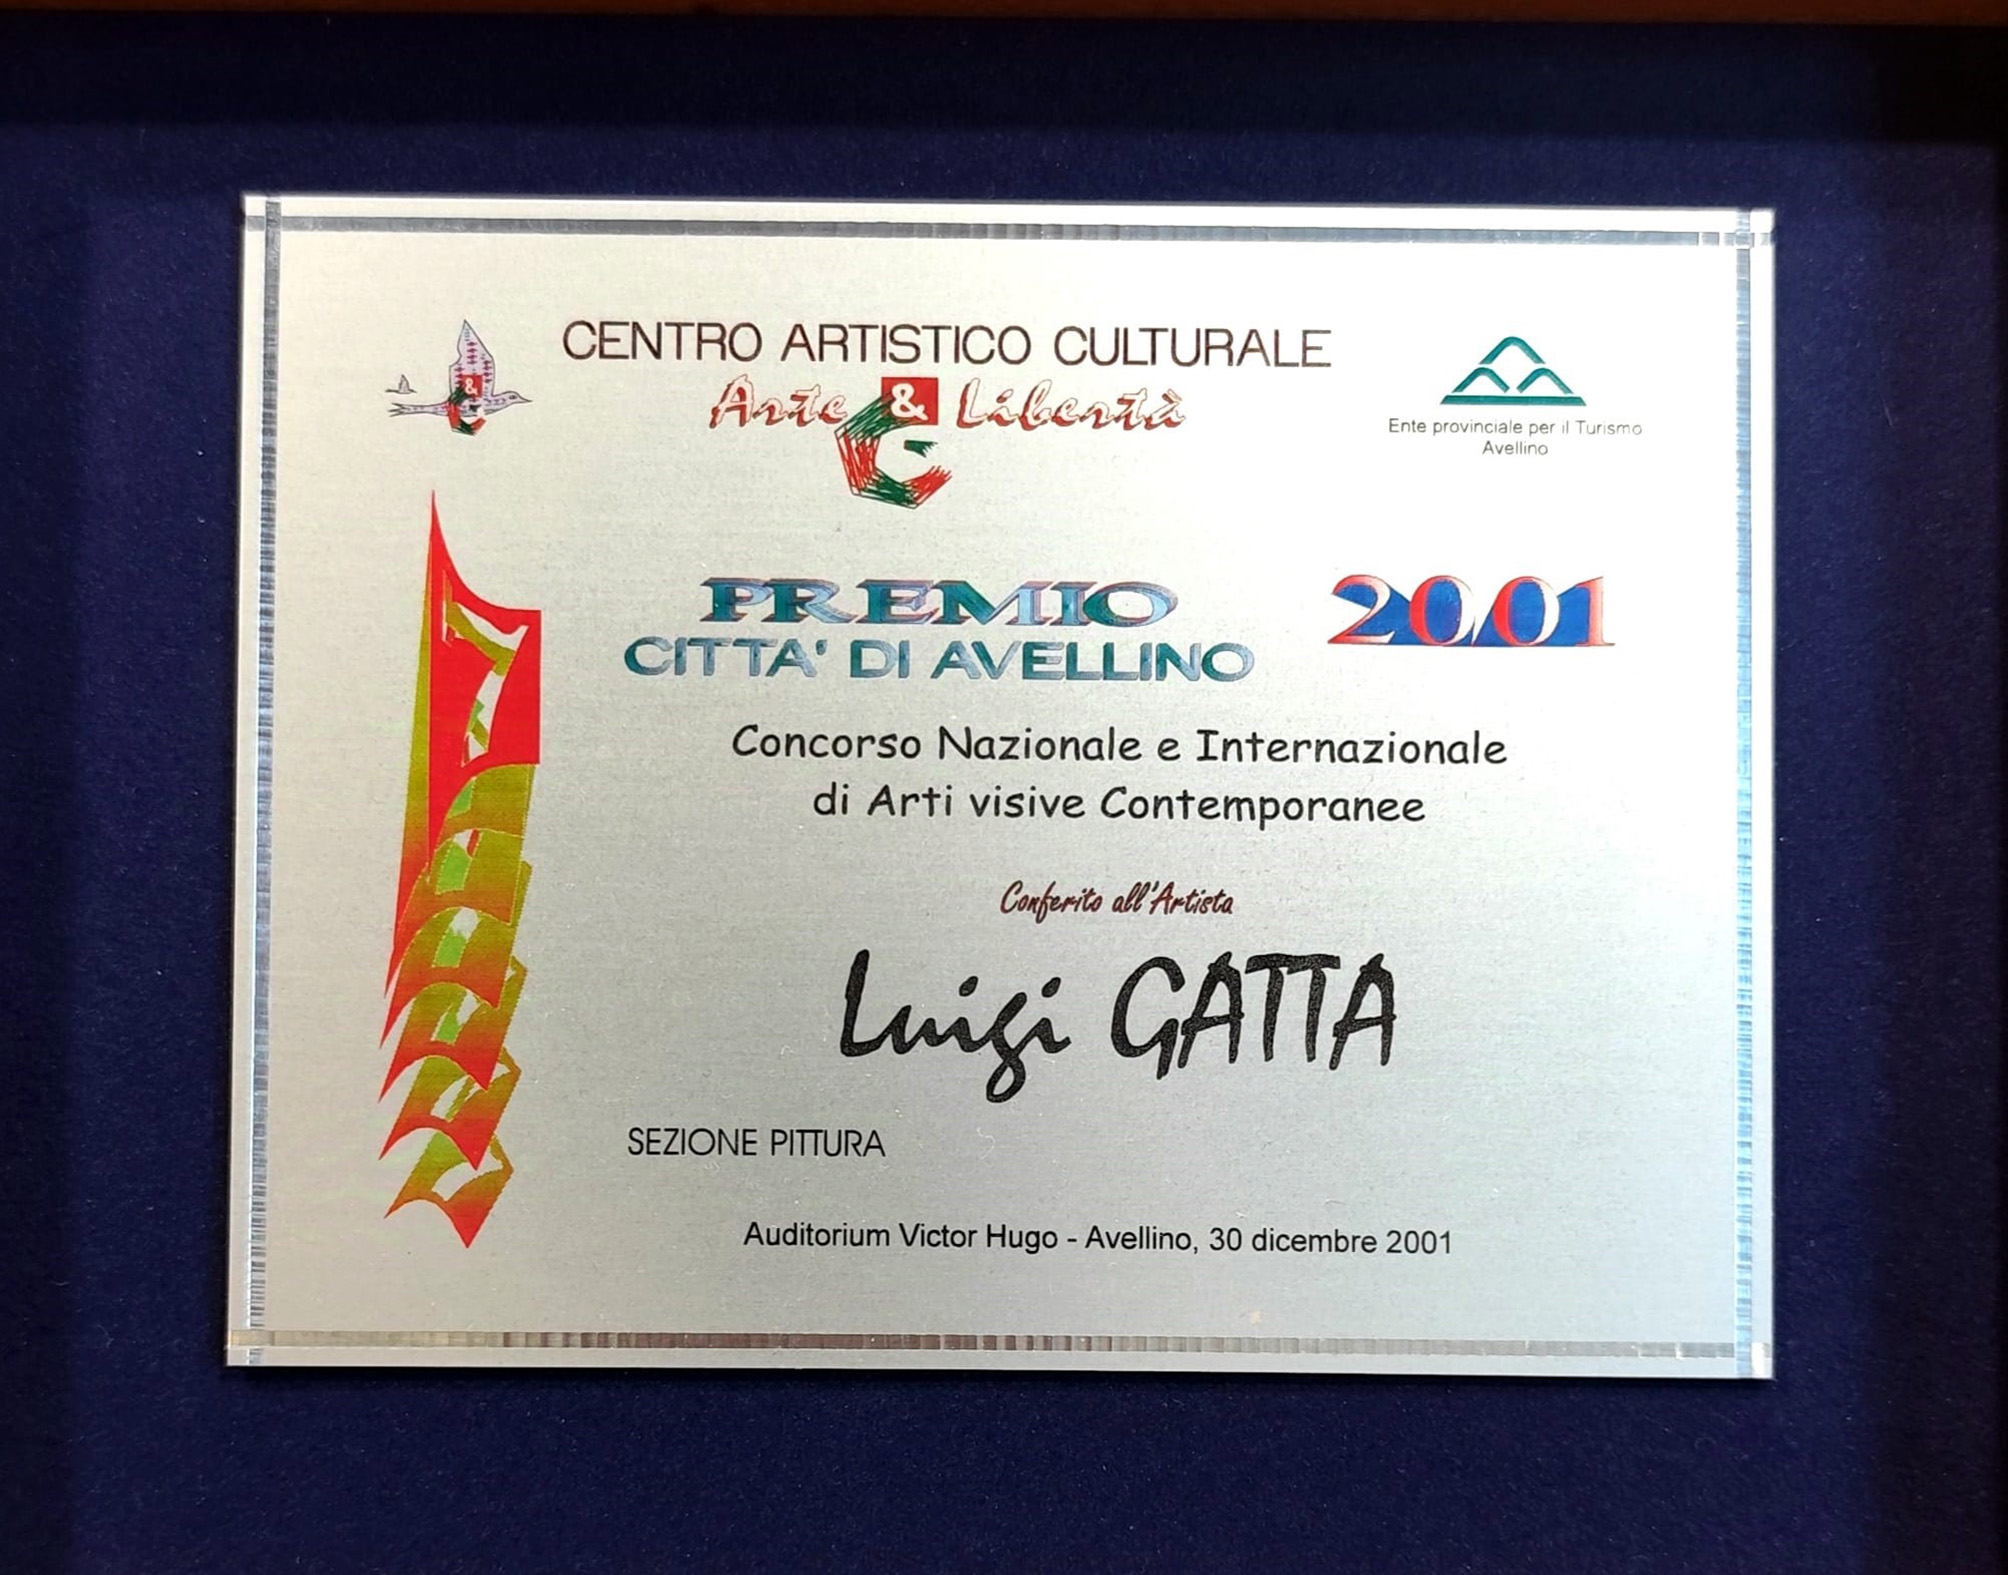 CENTRO ARTISTICO CULTURALE
Arte & Libertà
&
Ente provinciale per il Turismo
Avellino
PREMIO 2001
CITTA' DI AVELLINO
Concorso Nazionale e Internazionale
di Arti visive Contemporanee
Conferito all'Artista
Luigi GATTA
SEZIONE PITTURA
Auditorium Victor Hugo - Avellino, 30 dicembre 2001